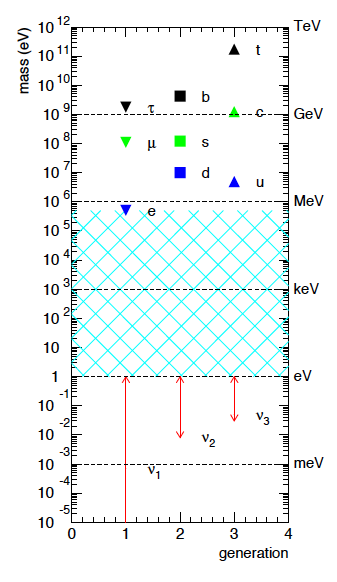 mass (eV)
10 12 TeV
10 11 t
10 10 b
10 9 τ c GeV
10 8 μ s
10 7 d u
10 6 MeV
10 5 e
10 4
10 3 keV
10 2
10
1 eV
10 -1
10 -2 ν3
10 -3 ν2 meV
10 -4 ν1
10 -5
0 1 2 3 4
generation